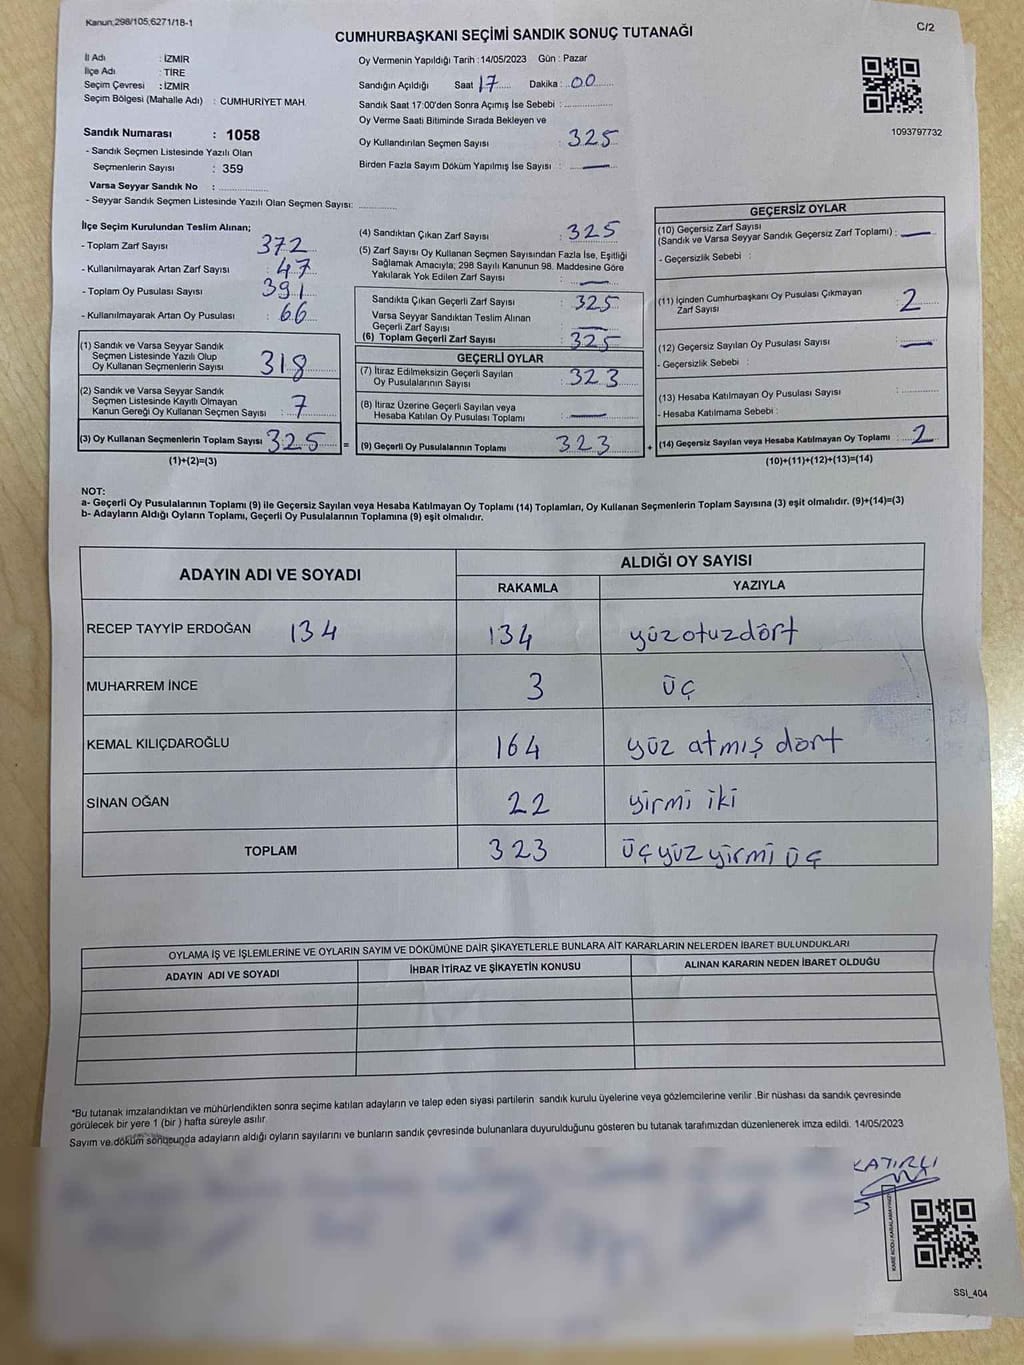 Kanun;298/105;6271/18-1
CUMHURBAŞKANI SEÇİMİ SANDIK SONUÇ TUTANAĞI
C/2
İl Adı : İZMİR
İlçe Adı : TİRE
Seçim Çevresi : İZMİR
Seçim Bölgesi (Mahalle Adı) : CUMHURİYET MAH.
Sandık Numarası : 1058
- Sandık Seçmen Listesinde Yazılı Olan
Seçmenlerin Sayısı : 359
Varsa Seyyar Sandık No : ..................
- Seyyar Sandık Seçmen Listesinde Yazılı Olan Seçmen Sayısı: ..............
Oy Vermenin Yapıldığı Tarih : 14/05/2023 Gün : Pazar
Sandığın Açıldığı Saat 17 Dakika : 00
Sandık Saat 17:00'den Sonra Açımış İse Sebebi : ..................
Oy Verme Saati Bitiminde Sırada Bekleyen ve
Oy Kullandırılan Seçmen Sayısı : 325
Birden Fazla Sayım Döküm Yapılmış İse Sayısı : —
1093797732
İlçe Seçim Kurulundan Teslim Alınan;
- Toplam Zarf Sayısı : 372
- Kullanılmayarak Artan Zarf Sayısı : 47
- Toplam Oy Pusulası Sayısı : 391
- Kullanılmayarak Artan Oy Pusulası : 66
(1) Sandık ve Varsa Seyyar Sandık
Seçmen Listesinde Yazılı Olup
Oy Kullanan Seçmenlerin Sayısı : 318
(2) Sandık ve Varsa Seyyar Sandık
Seçmen Listesinde Kayıtlı Olmayan
Kanun Gereği Oy Kullanan Seçmen Sayısı : 7
(3) Oy Kullanan Seçmenlerin Toplam Sayısı : 325 =
(1)+(2)=(3)
(4) Sandıktan Çıkan Zarf Sayısı : 325
(5) Zarf Sayısı Oy Kullanan Seçmen Sayısından Fazla İse, Eşitliği
Sağlamak Amacıyla; 298 Sayılı Kanunun 98. Maddesine Göre
Yakılarak Yok Edilen Zarf Sayısı : —
Sandıkta Çıkan Geçerli Zarf Sayısı : 325
Varsa Seyyar Sandıktan Teslim Alınan
Geçerli Zarf Sayısı : —
(6) Toplam Geçerli Zarf Sayısı : 325
GEÇERLİ OYLAR
(7) İtiraz Edilmeksizin Geçerli Sayılan
Oy Pusulalarının Sayısı : 323
(8) İtiraz Üzerine Geçerli Sayılan veya
Hesaba Katılan Oy Pusulası Toplamı : —
(9) Geçerli Oy Pusulalarının Toplamı 323 +
GEÇERSİZ OYLAR
(10) Geçersiz Zarf Sayısı
(Sandık ve Varsa Seyyar Sandık Geçersiz Zarf Toplamı) : —
- Geçersizlik Sebebi :
(11) İçinden Cumhurbaşkanı Oy Pusulası Çıkmayan
Zarf Sayısı : 2
(12) Geçersiz Sayılan Oy Pusulası Sayısı : —
- Geçersizlik Sebebi :
(13) Hesaba Katılmayan Oy Pusulası Sayısı : ..............
- Hesaba Katılmama Sebebi :
(14) Geçersiz Sayılan veya Hesaba Katılmayan Oy Toplamı : 2
(10)+(11)+(12)+(13)=(14)
NOT:
a- Geçerli Oy Pusulalarının Toplamı (9) ile Geçersiz Sayılan veya Hesaba Katılmayan Oy Toplamı (14) Toplamları, Oy Kullanan Seçmenlerin Toplam Sayısına (3) eşit olmalıdır. (9)+(14)=(3)
b- Adayların Aldığı Oyların Toplamı, Geçerli Oy Pusulalarının Toplamına (9) eşit olmalıdır.
ADAYIN ADI VE SOYADI
ALDIĞI OY SAYISI
RAKAMLA YAZIYLA
RECEP TAYYİP ERDOĞAN 134 134 yüzotuzdört
MUHARREM İNCE 3 üç
KEMAL KILIÇDAROĞLU 164 yüz atmış dört
SİNAN OĞAN 22 yirmi iki
TOPLAM 323 üçyüz yirmi üç
OYLAMA İŞ VE İŞLEMLERİNE VE OYLARIN SAYIM VE DÖKÜMÜNE DAİR ŞİKAYETLERLE BUNLARA AİT KARARLARIN NELERDEN İBARET BULUNDUKLARI
ADAYIN ADI VE SOYADI İHBAR İTİRAZ VE ŞİKAYETİN KONUSU ALINAN KARARIN NEDEN İBARET OLDUĞU
*Bu tutanak imzalandıktan ve mühürlendikten sonra seçime katılan adayların ve talep eden siyasi partilerin sandık kurulu üyelerine veya gözlemcilerine verilir .Bir nüshası da sandık çevresinde
görülecek bir yere 1 (bir ) hafta süreyle asılır.
Sayım ve döküm sonucunda adayların aldığı oyların sayılarını ve bunların sandık çevresinde bulunanlara duyurulduğunu gösteren bu tutanak tarafımızdan düzenlenerek imza edildi. 14/05/2023
KATIRLI
KARE KODU KARALAMAYINIZ
SSI_404